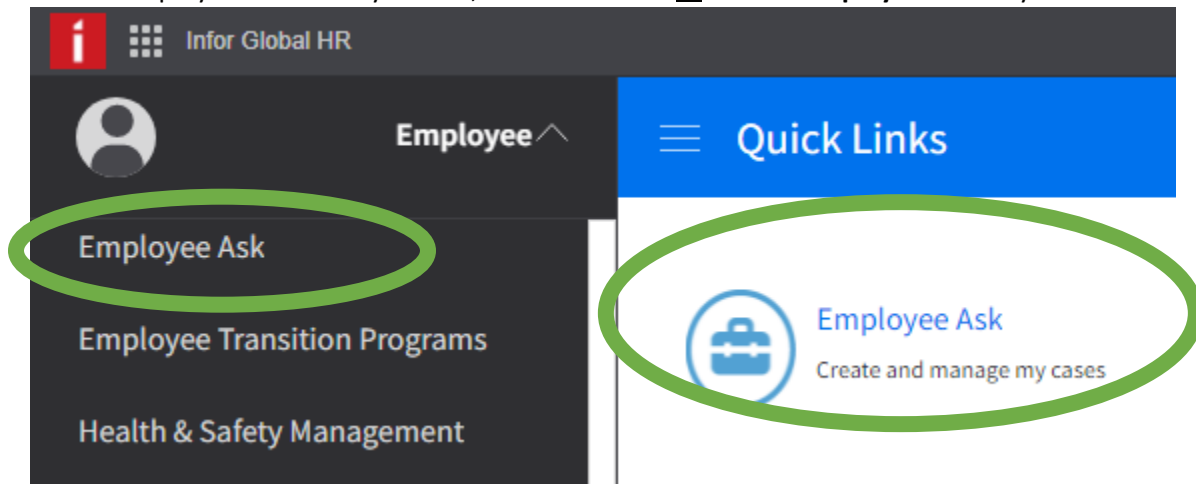 Infor Global HR
Employee
Quick Links
Employee Ask
Employee Transition Programs
Health & Safety Management
Employee Ask
Create and manage my cases